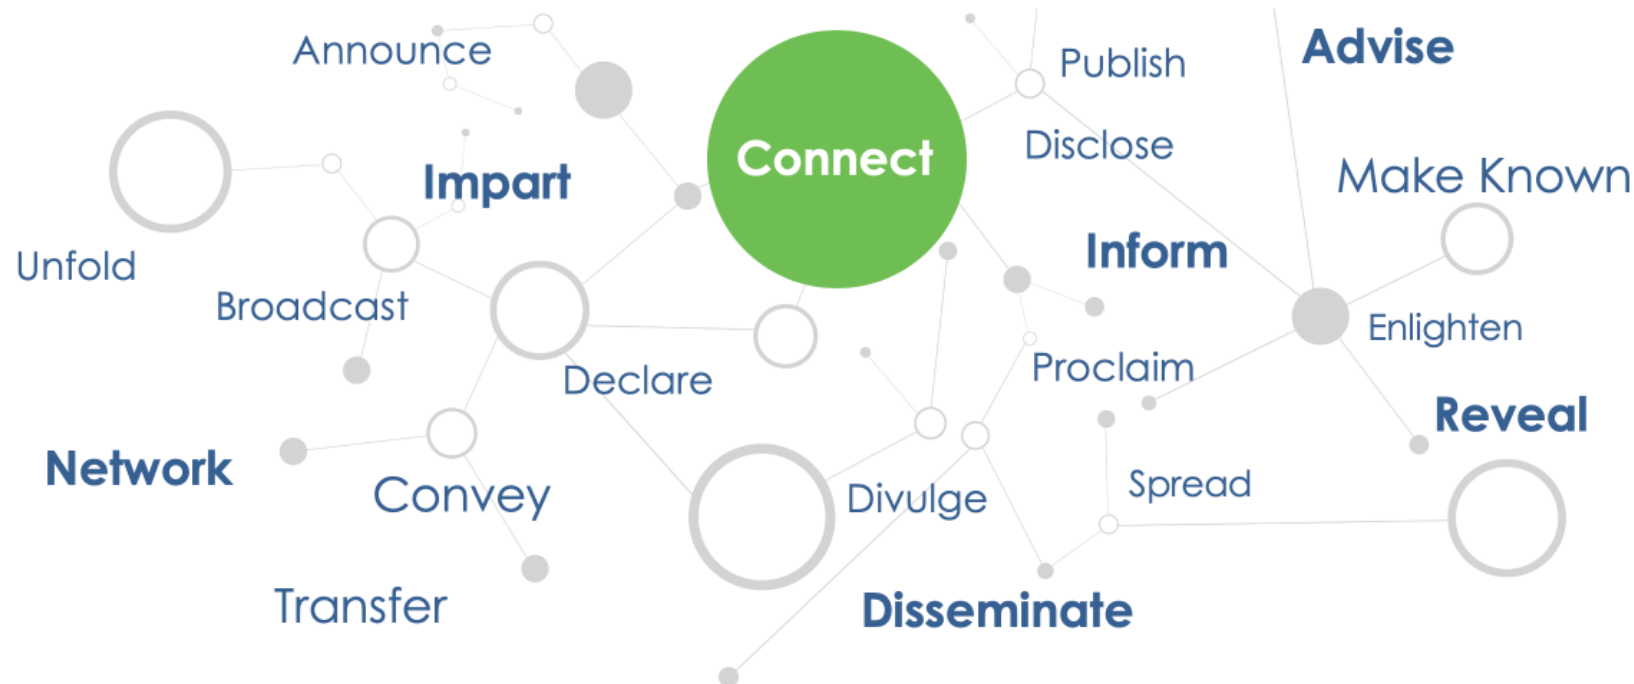 Announce
Publish
Advise
Disclose
Connect
Impart
Make Known
Unfold
Inform
Broadcast
Enlighten
Declare
Proclaim
Reveal
Network
Convey
Divulge
Spread
Transfer
Disseminate